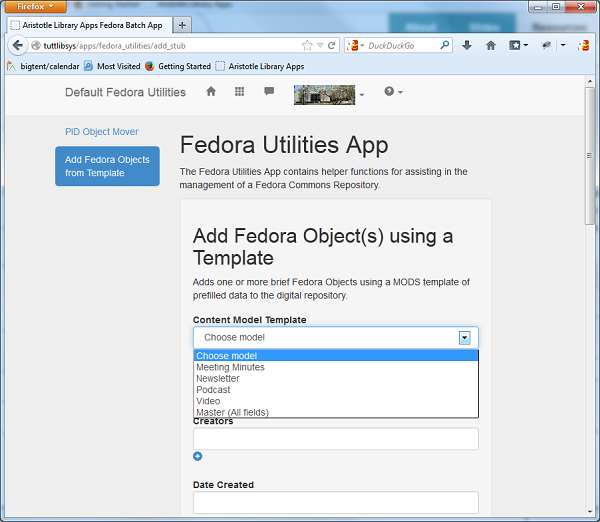 Firefox
About
Slides
Resources
Aristotle Library Apps Fedora Batch App
tuttlibsys/apps/fedora_utilities/add_stub
DuckDuckGo
bigtent/calendar
Most Visited
Getting Started
Aristotle Library Apps
Default Fedora Utilities
PID Object Mover
Add Fedora Objects
from Template
Fedora Utilities App
The Fedora Utilities App contains helper functions for assisting in the
management of a Fedora Commons Repository.
Add Fedora Object(s) using a
Template
Adds one or more brief Fedora Objects using a MODS template of
prefilled data to the digital repository.
Content Model Template
Choose model
Choose model
Meeting Minutes
Newsletter
Podcast
Video
Master (All fields)
Creators
Date Created